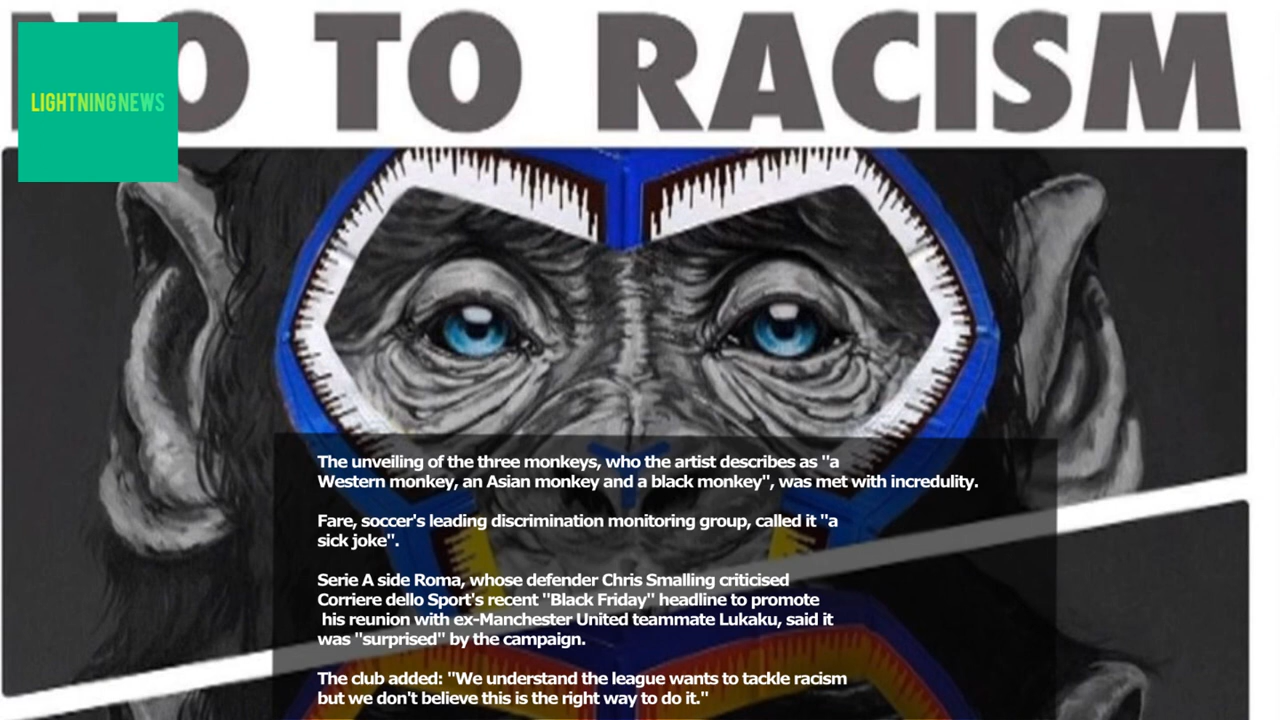 NO TO RACISM
LIGHTNINGNEWS
The unveiling of the three monkeys, who the artist describes as "a
Western monkey, an Asian monkey and a black monkey", was met with incredulity.
Fare, soccer's leading discrimination monitoring group, called it "a
sick joke".
Serie A side Roma, whose defender Chris Smalling criticised
Corriere dello Sport's recent "Black Friday" headline to promote
his reunion with ex-Manchester United teammate Lukaku, said it
was "surprised" by the campaign.
The club added: "We understand the league wants to tackle racism
but we don't believe this is the right way to do it."